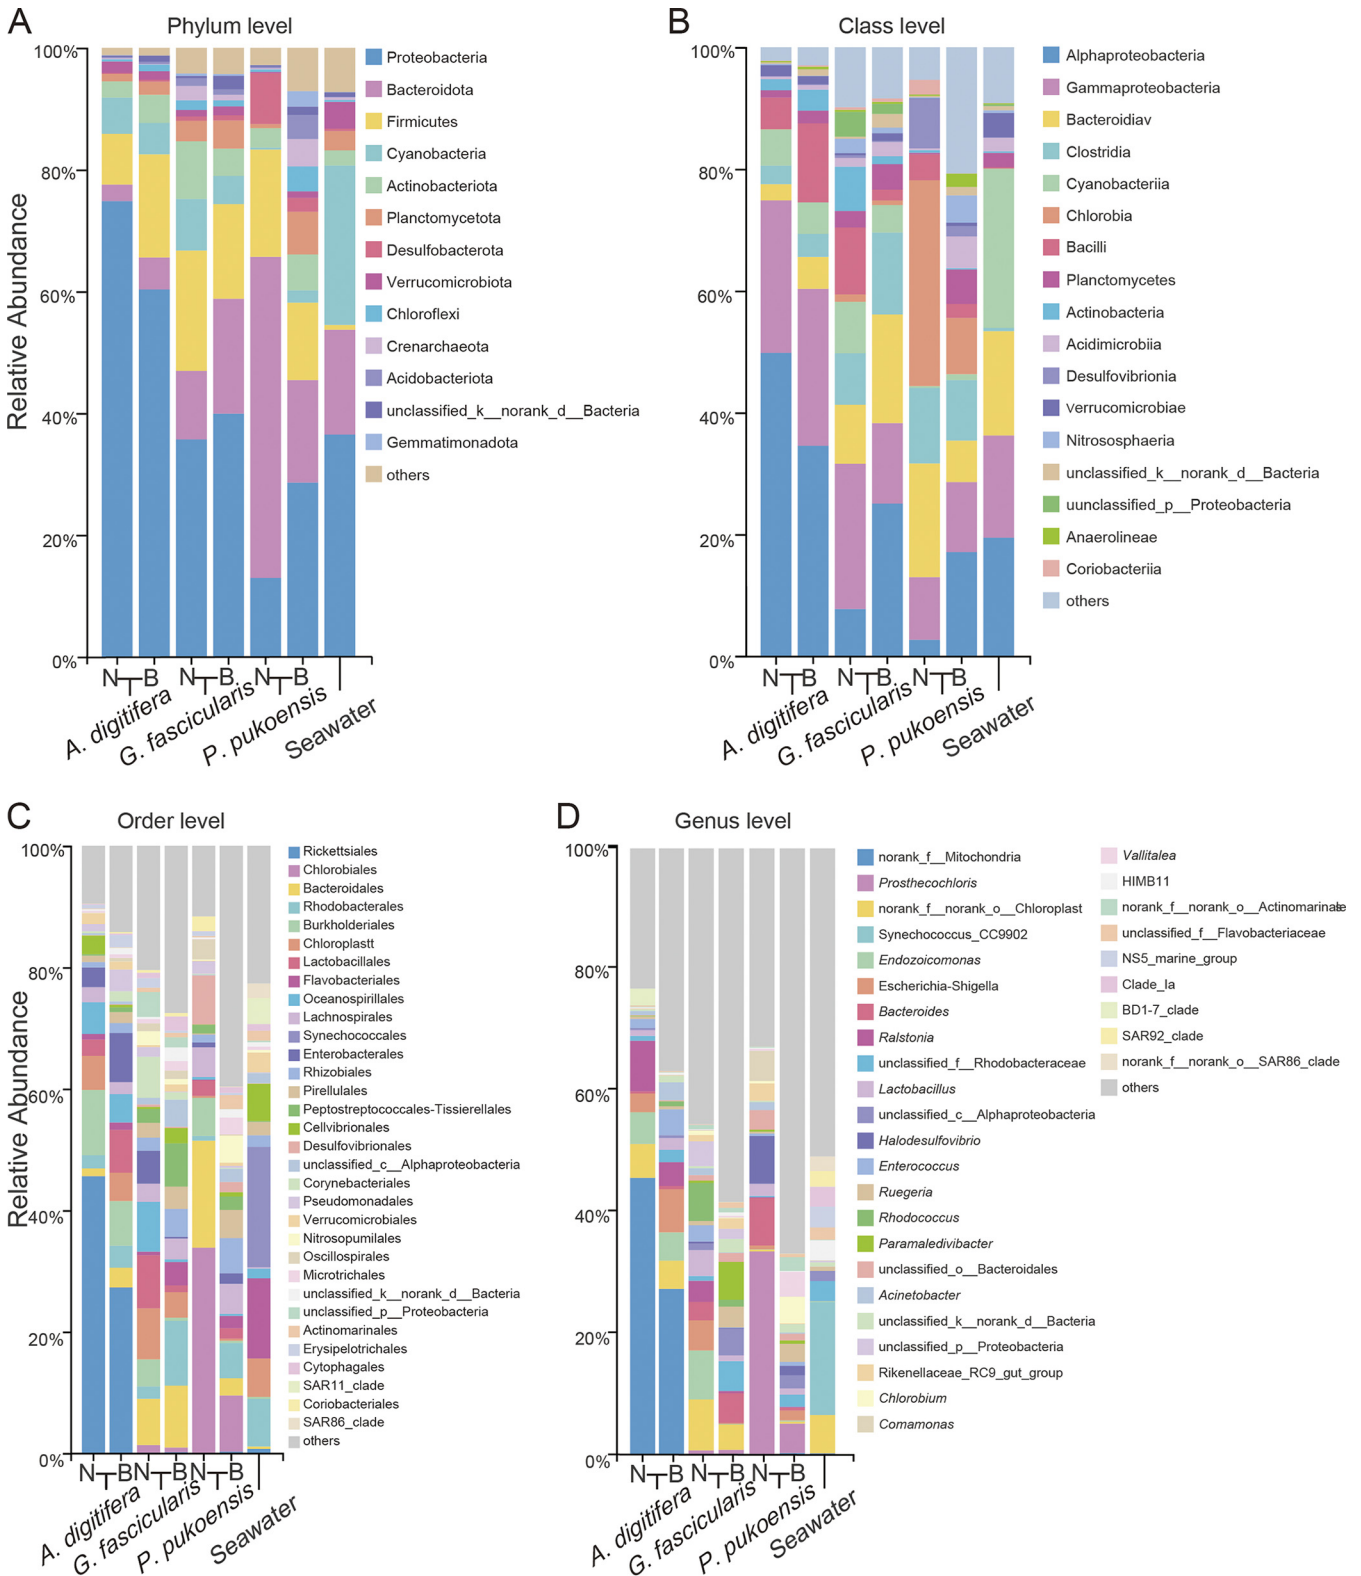 A
Phylum level
Relative Abundance
100%
80%
60%
40%
20%
0%
N B N B N B
A. digitifera
G. fascicularis
P. pukoensis
Seawater
Proteobacteria
Bacteroidota
Firmicutes
Cyanobacteria
Actinobacteriota
Planctomycetota
Desulfobacterota
Verrucomicrobiota
Chloroflexi
Crenarchaeota
Acidobacteriota
unclassified_k__norank_d__Bacteria
Gemmatimonadota
others
B
Class level
100%
80%
60%
40%
20%
0%
N B N B N B
A. digitifera
G. fascicularis
P. pukoensis
Seawater
Alphaproteobacteria
Gammaproteobacteria
Bacteroidiav
Clostridia
Cyanobacteriia
Chlorobia
Bacilli
Planctomycetes
Actinobacteria
Acidimicrobiia
Desulfovibrionia
verrucomicrobiae
Nitrososphaeria
unclassified_k__norank_d__Bacteria
uunclassified_p__Proteobacteria
Anaerolineae
Coriobacteriia
others
C
Order level
Relative Abundance
100%
80%
60%
40%
20%
0%
N B N B N B
A. digitifera
G. fascicularis
P. pukoensis
Seawater
Rickettsiales
Chlorobiales
Bacteroidales
Rhodobacterales
Burkholderiales
Chloroplastt
Lactobacillales
Flavobacteriales
Oceanospirillales
Lachnospirales
Synechococcales
Enterobacterales
Rhizobiales
Pirellulales
Peptostreptococcales-Tissierellales
Cellvibrionales
Desulfovibrionales
unclassified_c__Alphaproteobacteria
Corynebacteriales
Pseudomonadales
Verrucomicrobiales
Nitrosopumilales
Oscillospirales
Microtrichales
unclassified_k__norank_d__Bacteria
unclassified_p__Proteobacteria
Actinomarinales
Erysipelotrichales
Cytophagales
SAR11_clade
Coriobacteriales
SAR86_clade
others
D
Genus level
100%
80%
60%
40%
20%
0%
N B N B N B
A. digitifera
G. fascicularis
P. pukoensis
Seawater
norank_f__Mitochondria
Prosthecochloris
norank_f__norank_o__Chloroplast
Synechococcus_CC9902
Endozoicomonas
Escherichia-Shigella
Bacteroides
Ralstonia
unclassified_f__Rhodobacteraceae
Lactobacillus
unclassified_c__Alphaproteobacteria
Halodesulfovibrio
Enterococcus
Ruegeria
Rhodococcus
Paramaledivibacter
unclassified_o__Bacteroidales
Acinetobacter
unclassified_k__norank_d__Bacteria
unclassified_p__Proteobacteria
Rikenellaceae_RC9_gut_group
Chlorobium
Comamonas
Vallitalea
HIMB11
norank_f__norank_o__Actinomarinale
unclassified_f__Flavobacteriaceae
NS5_marine_group
Clade_Ia
BD1-7_clade
SAR92_clade
norank_f__norank_o__SAR86_clade
others